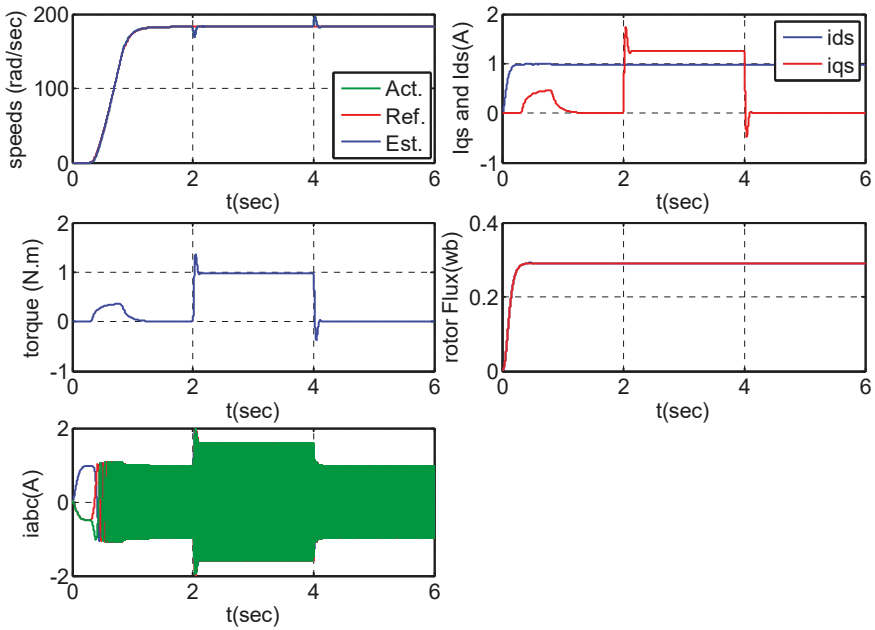 speeds (rad/sec)
200
100
0
Act.
Ref.
Est.
0 2 4 6
t(sec)
Iqs and Ids(A)
2
1
0
-1
ids
iqs
0 2 4 6
t(sec)
torque (N.m)
2
1
0
-1
0 2 4 6
t(sec)
rotor Flux(wb)
0.4
0.2
0
0 2 4 6
t(sec)
iabc(A)
2
0
-2
0 2 4 6
t(sec)